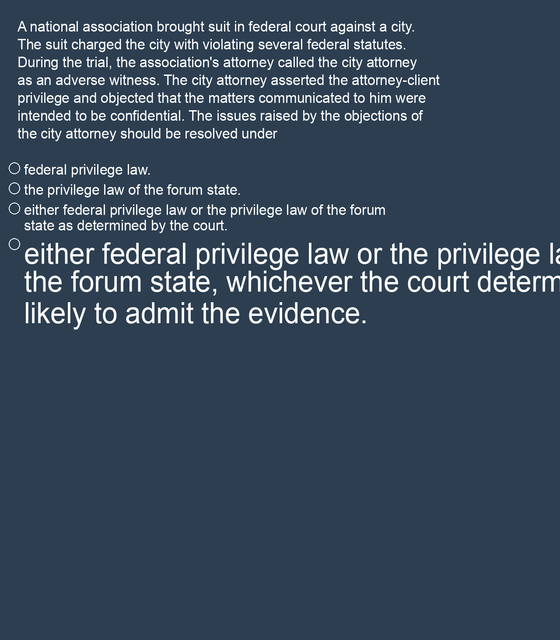 A national association brought suit in federal court against a city.
The suit charged the city with violating several federal statutes.
During the trial, the association's attorney called the city attorney
as an adverse witness. The city attorney asserted the attorney-client
privilege and objected that the matters communicated to him were
intended to be confidential. The issues raised by the objections of
the city attorney should be resolved under
federal privilege law.
the privilege law of the forum state.
either federal privilege law or the privilege law of the forum
state as determined by the court.
either federal privilege law or the privilege
the forum state, whichever the court
likely to admit the evidence.